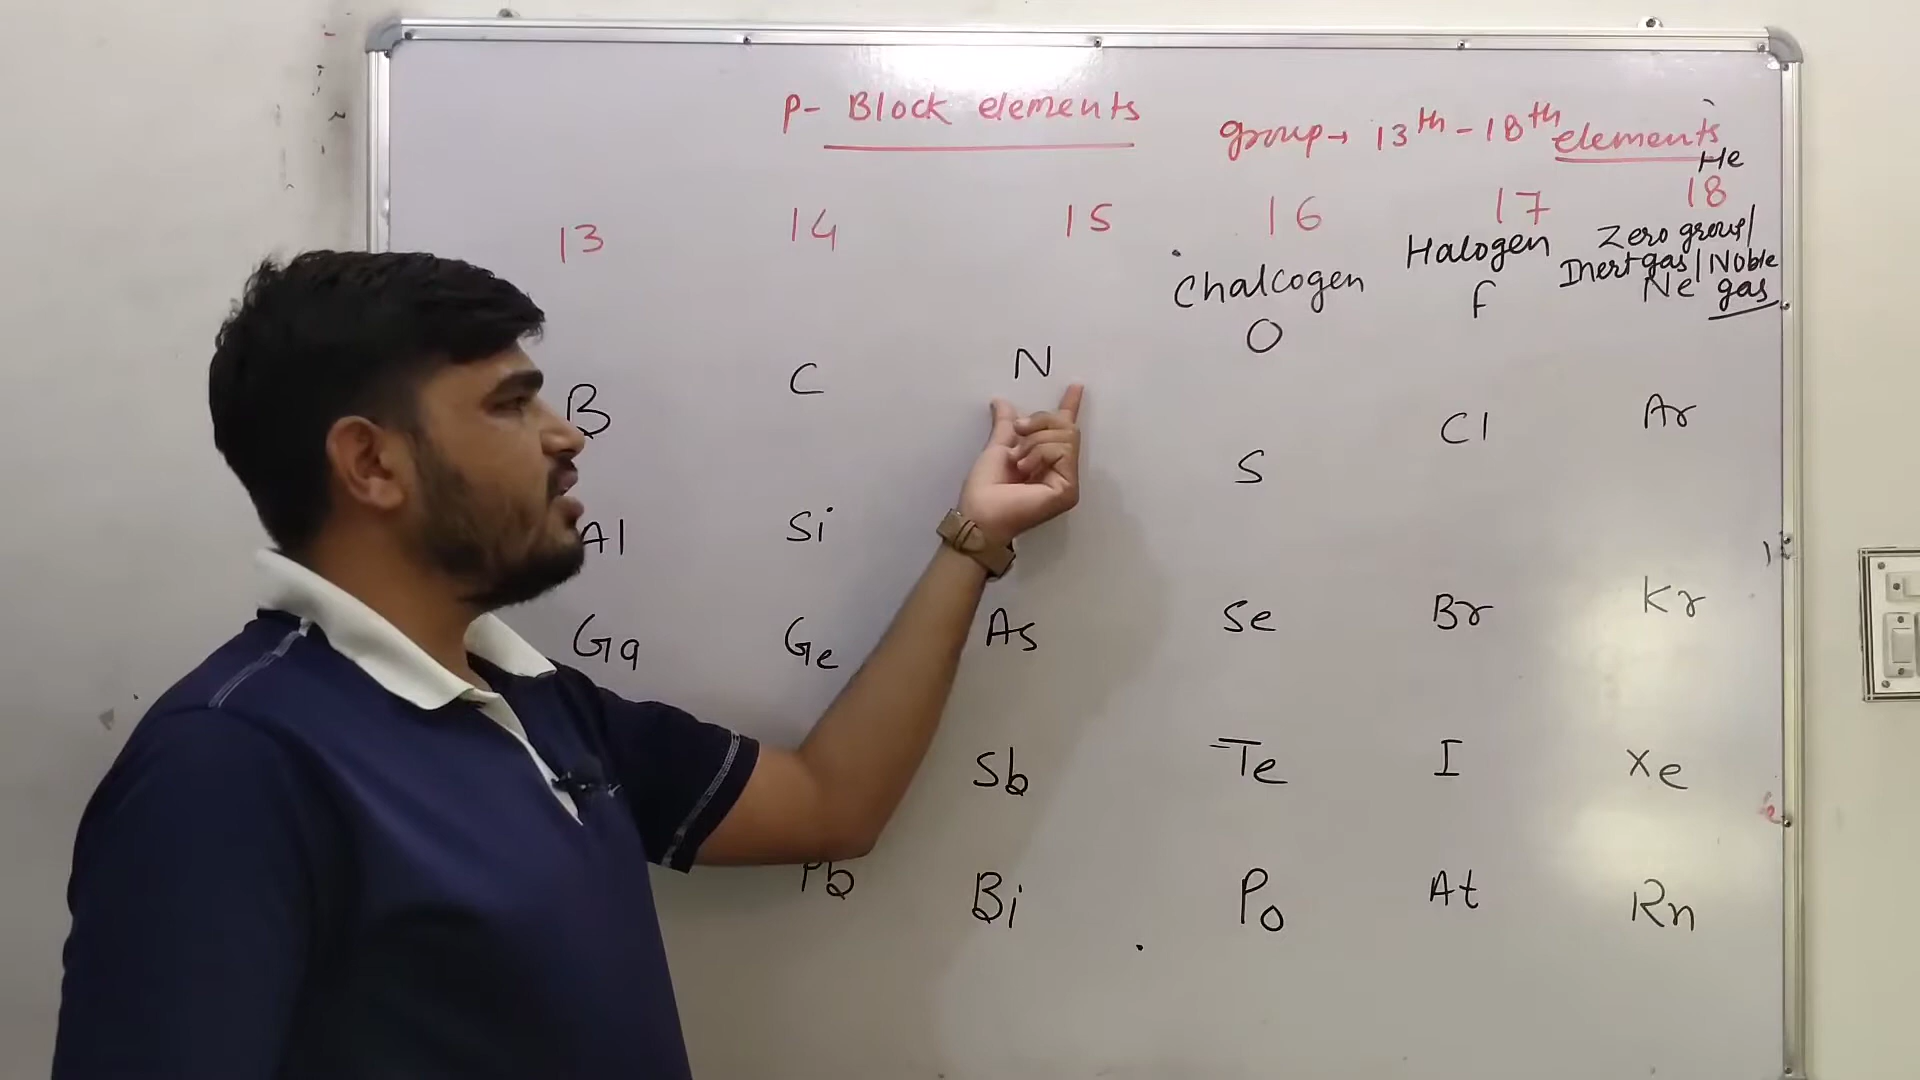 p- Block elements
group→ 13th - 18th elements
He
13 14 15 16 17 18
Chalcogen Halogen Zero group/
Inert gas/Noble
gas
B C N O F Ne
Al Si S Cl Ar
Ga Ge As Se Br Kr
Sb Te I Xe
Pb Bi Po At Rn